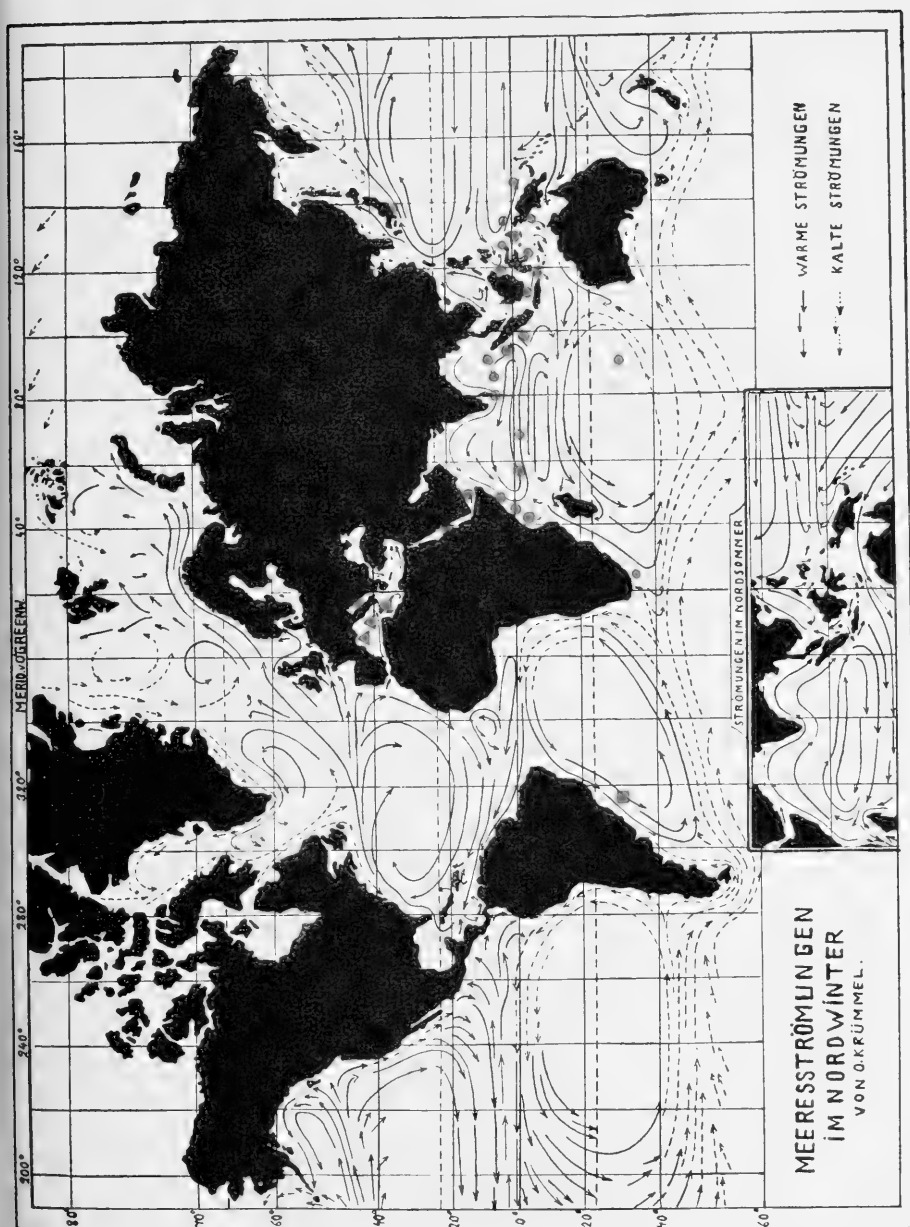 200° 240° 280° 320° MERID.v.GREENW. 40° 80° 120° 160°
80°
70
60
40
20
0°
20
40
60
STRÖMUNGEN IM NORDSOMMER
MEERESSTRÖMUNGEN
iM NORDWINTER
VON O.KRÜMMEL.
WARME STRÖMUNGEN
KALTE STRÖMUNGEN